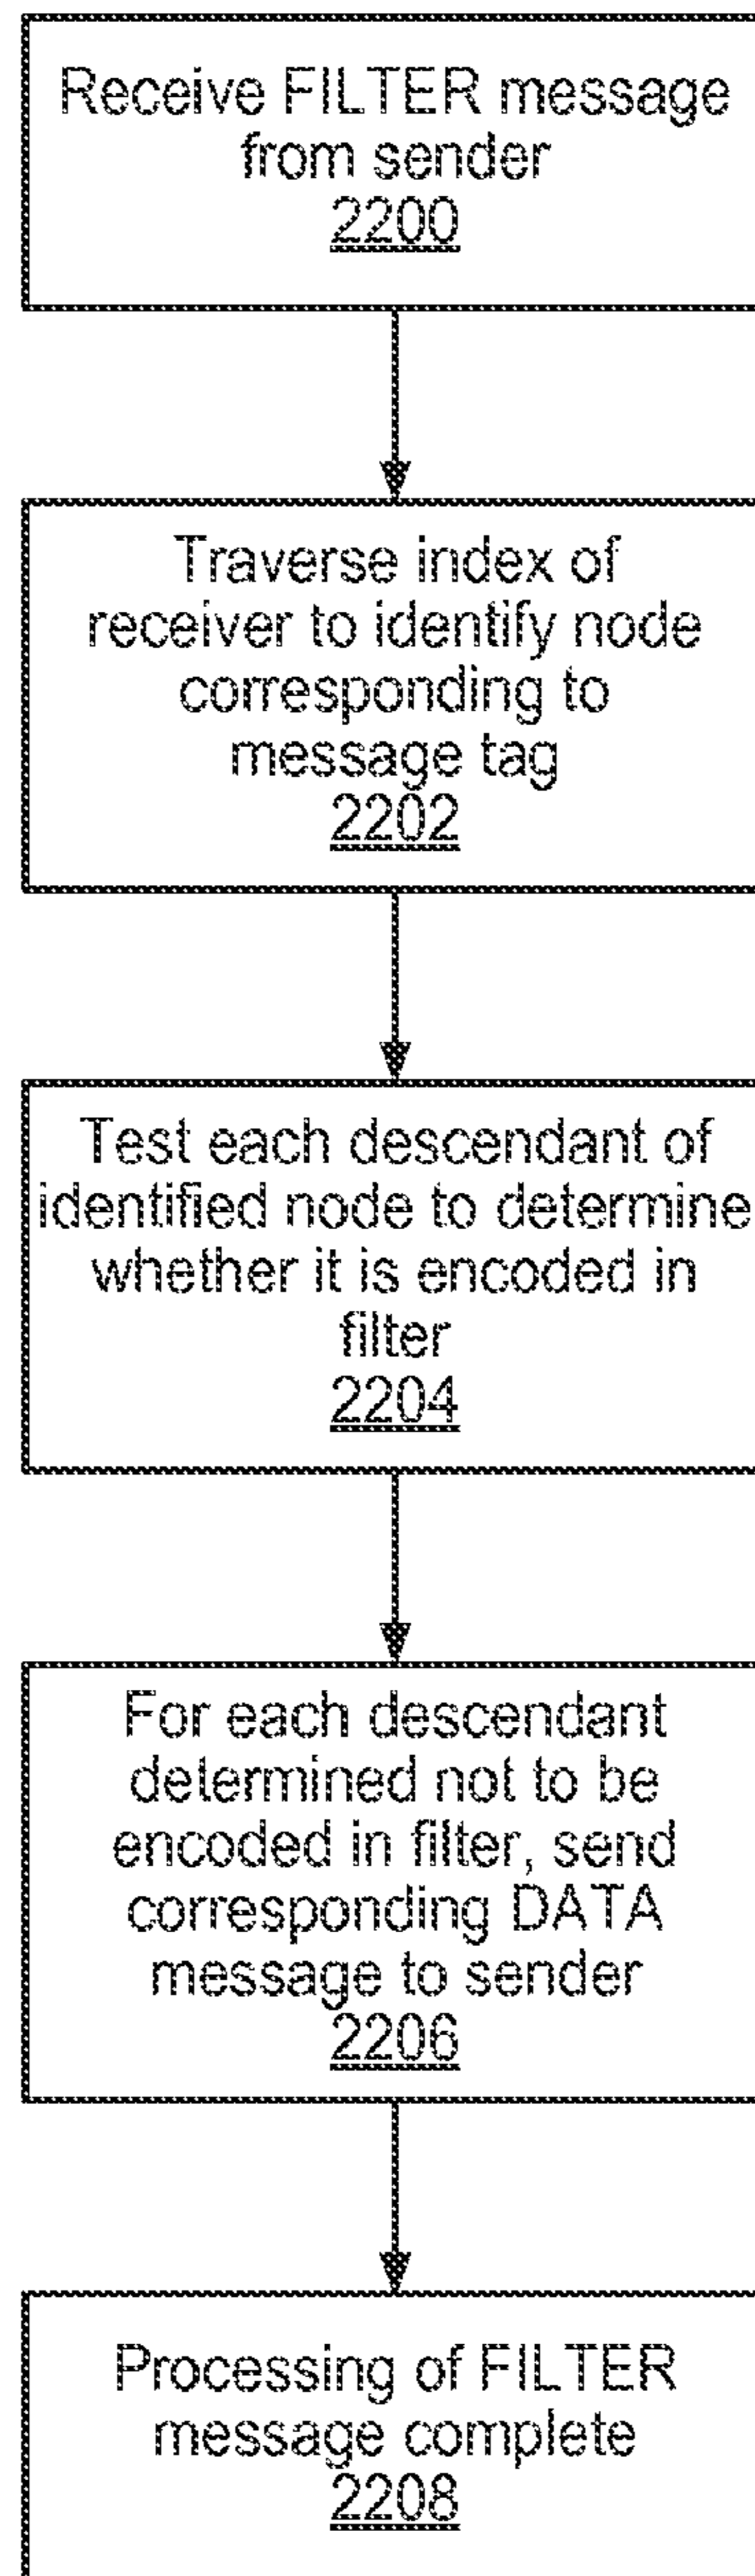 Receive FILTER message
from sender
2200
Traverse index of
receiver to identify node
corresponding to
message tag
2202
Test each descendant of
identified node to determine
whether it is encoded in
filter
2204
For each descendant
determined not to be
encoded in filter, send
corresponding DATA
message to sender
2206
Processing of FILTER
message complete
2208